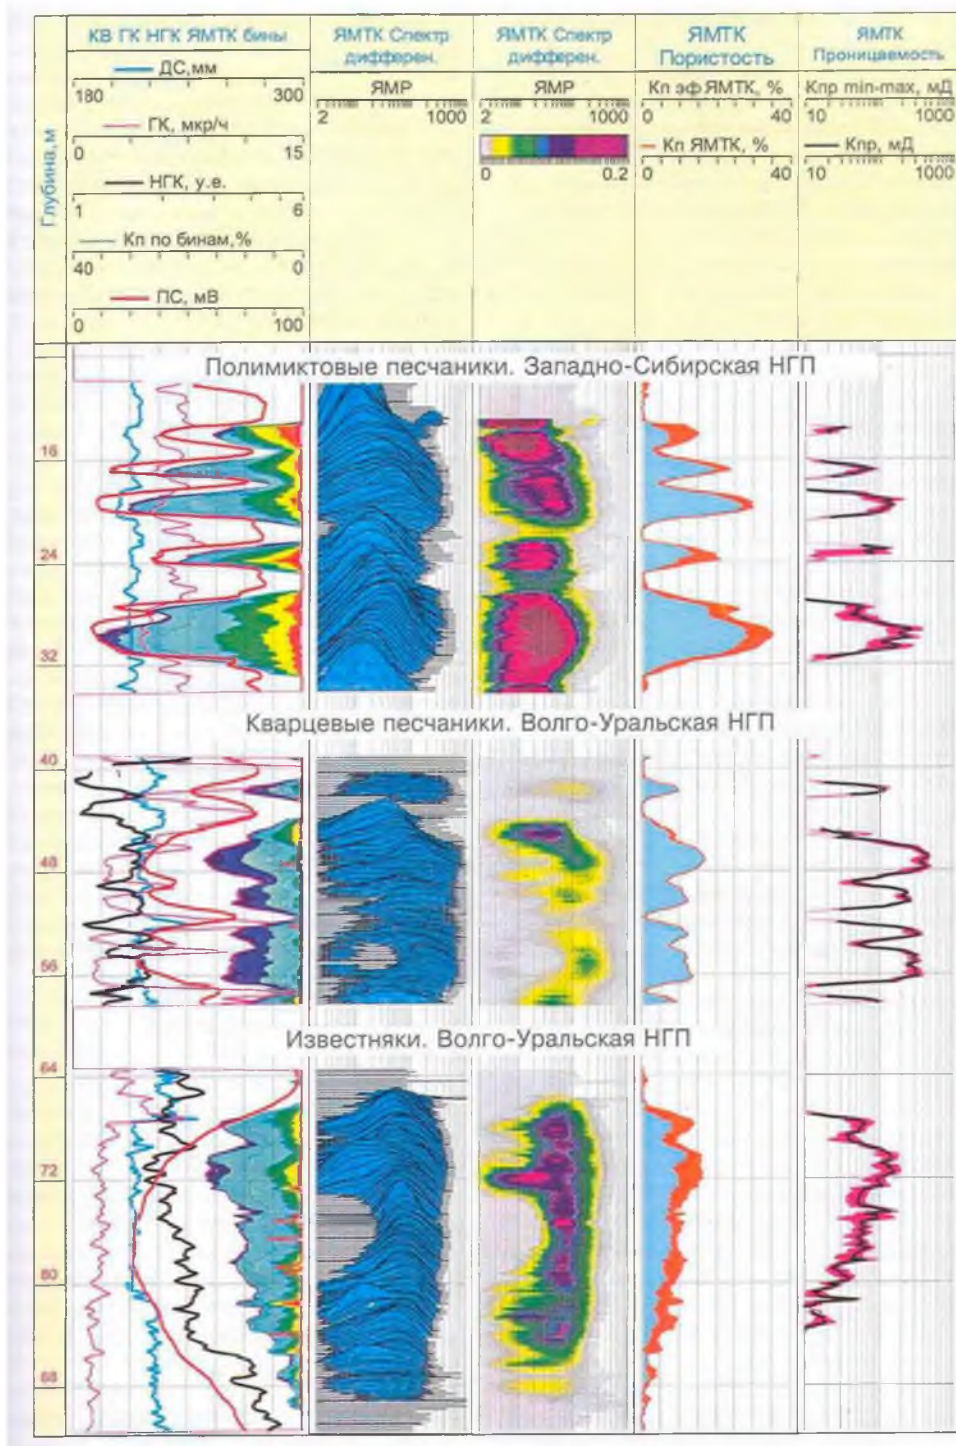 Глубина,м
КВ ГК НГК ЯМТК бины
ДС,мм
180 300
ГК, мкр/ч
0 15
НГК, у.е.
1 6
Кп по бинам,%
40 0
ПС, мВ
0 100
ЯМТК Спектр
дифферен.
ЯМР
2 1000
ЯМТК Спектр
дифферен.
ЯМР
2 1000
0 0.2
ЯМТК
Пористость
Кп эф ЯМТК, %
0 40
Кп ЯМТК, %
0 40
ЯМТК
Проницаемость
Кпр min-max, мД
10 1000
Кпр, мД
10 1000
Полимиктовые песчаники. Западно-Сибирская НГП
16
24
32
Кварцевые песчаники. Волго-Уральская НГП
40
48
56
Известняки. Волго-Уральская НГП
64
72
80
88